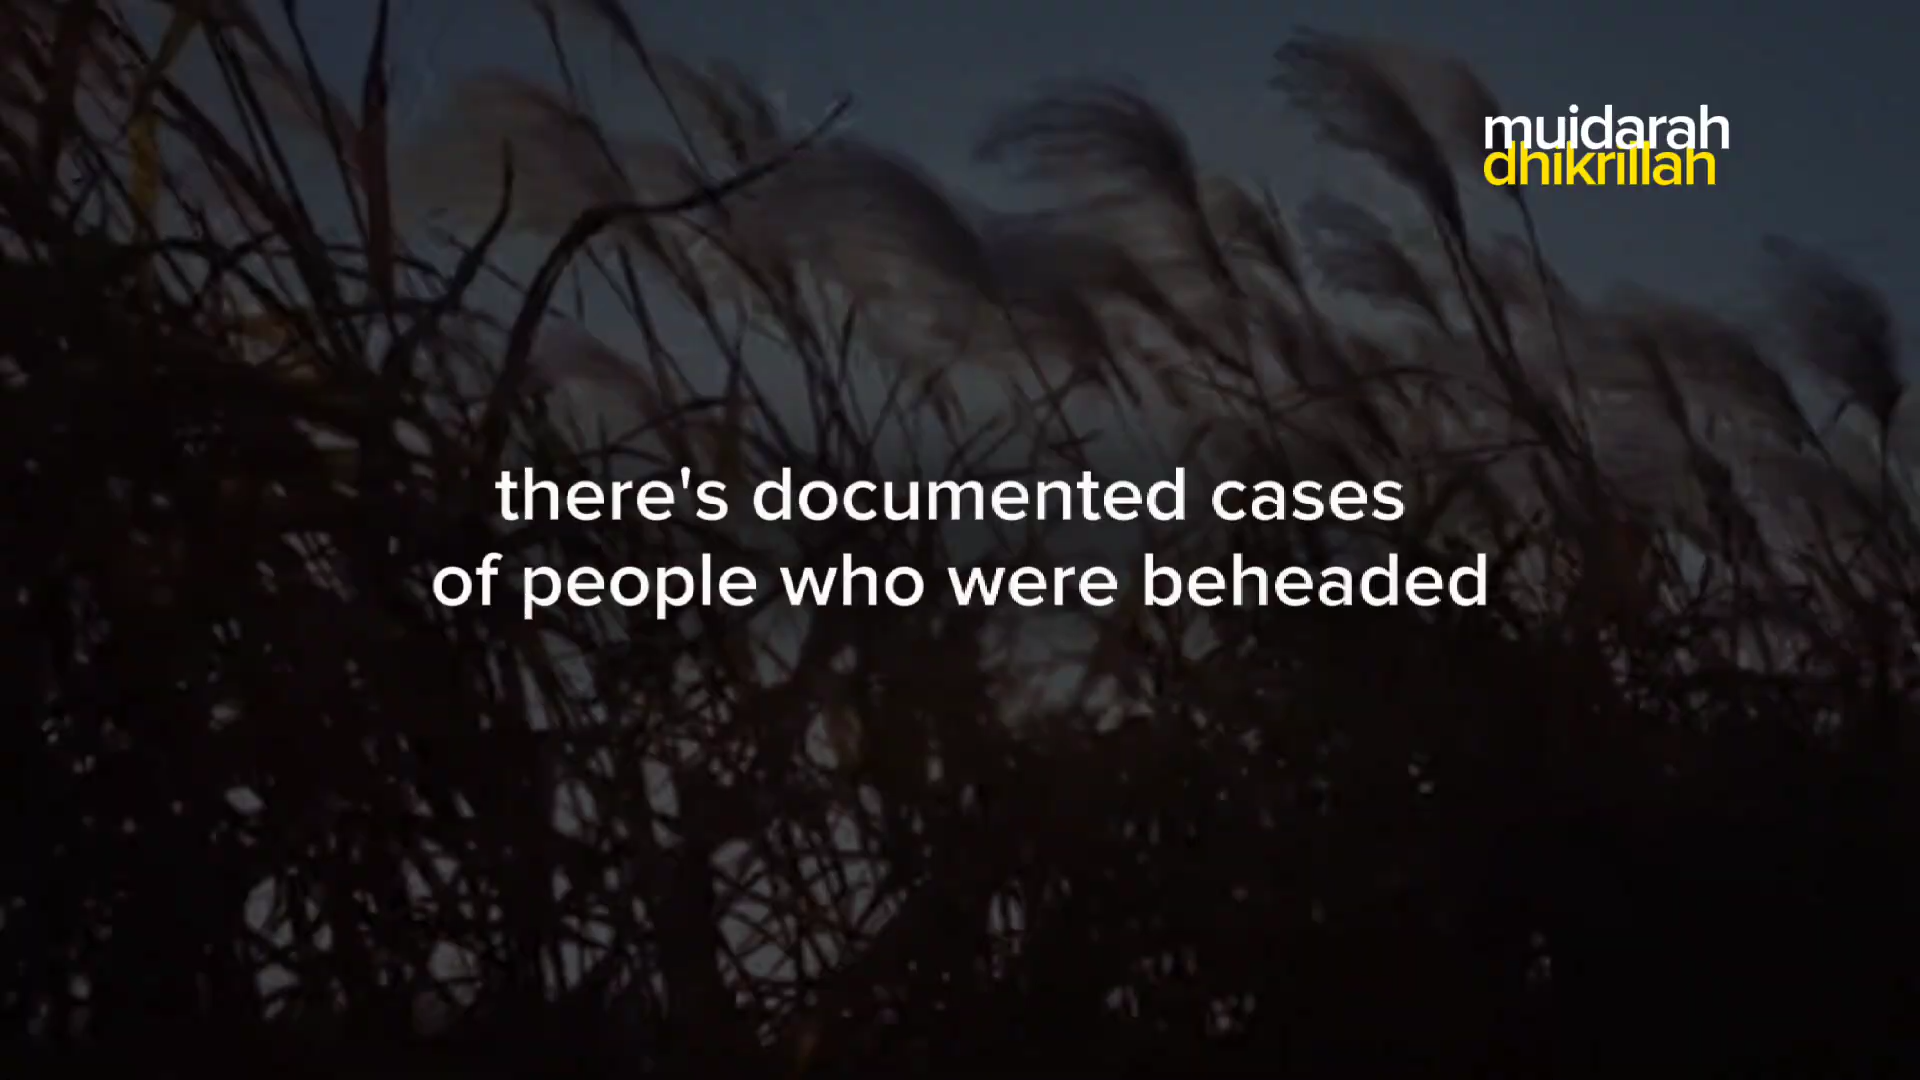 muidarah
dhikrillah
there's documented cases
of people who were beheaded